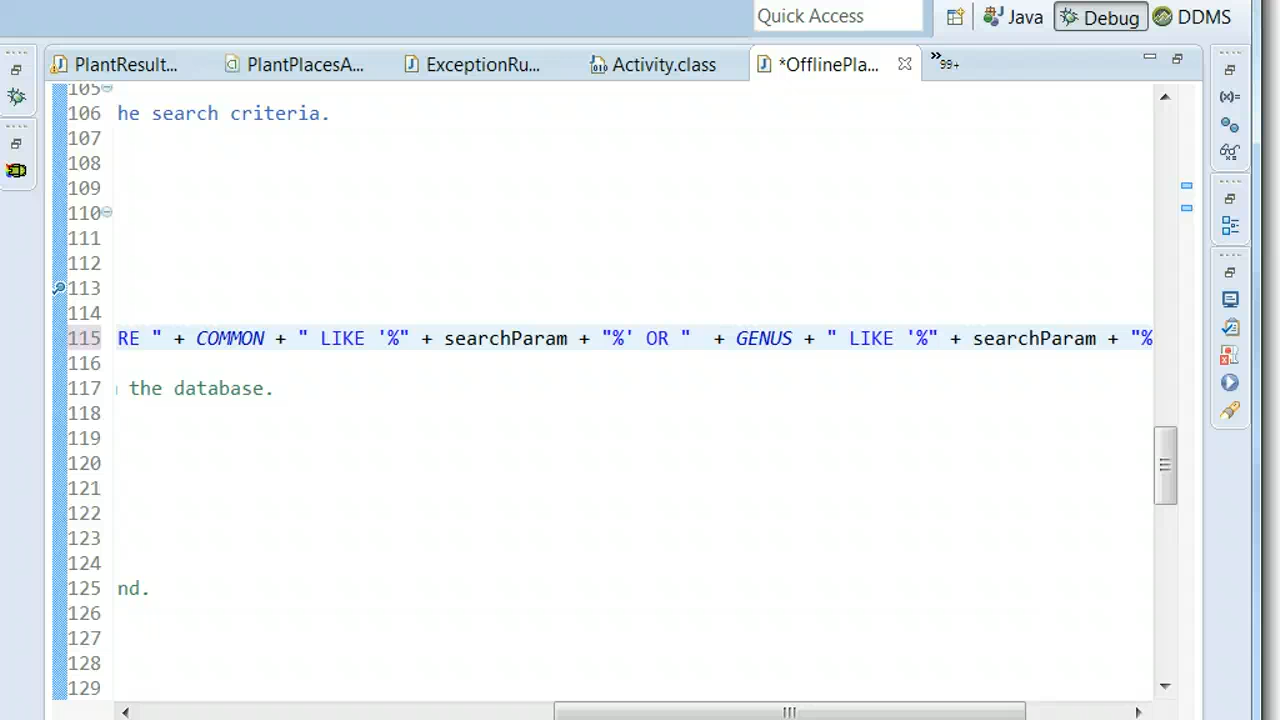 Quick Access
Java
Debug
DDMS
PlantResult...
PlantPlacesA...
ExceptionRu...
Activity.class
*OfflinePla...
99+
105
106 he search criteria.
107
108
109
110
111
112
113
114
115 RE " + COMMON + " LIKE '%" + searchParam + "%' OR " + GENUS + " LIKE '%" + searchParam + "%
116
117 the database.
118
119
120
121
122
123
124
125 nd.
126
127
128
129